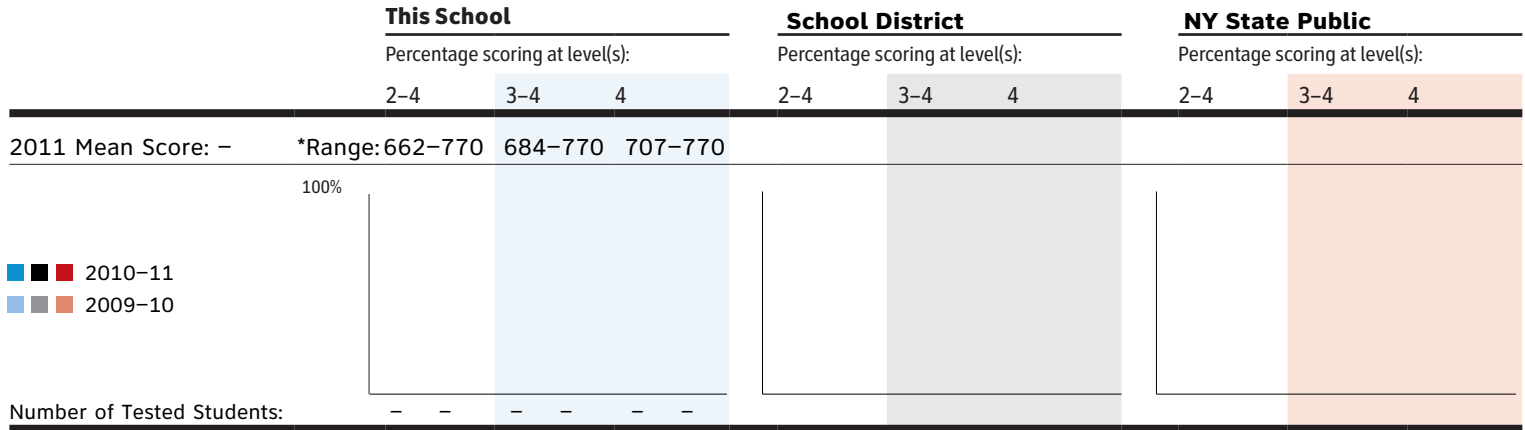 This School School District NY State Public
Percentage scoring at level(s): Percentage scoring at level(s): Percentage scoring at level(s):
2–4 3–4 4 2–4 3–4 4 2–4 3–4 4
2011 Mean Score: – *Range: 662–770 684–770 707–770
100%
2010–11
2009–10
Number of Tested Students: – – – – – –